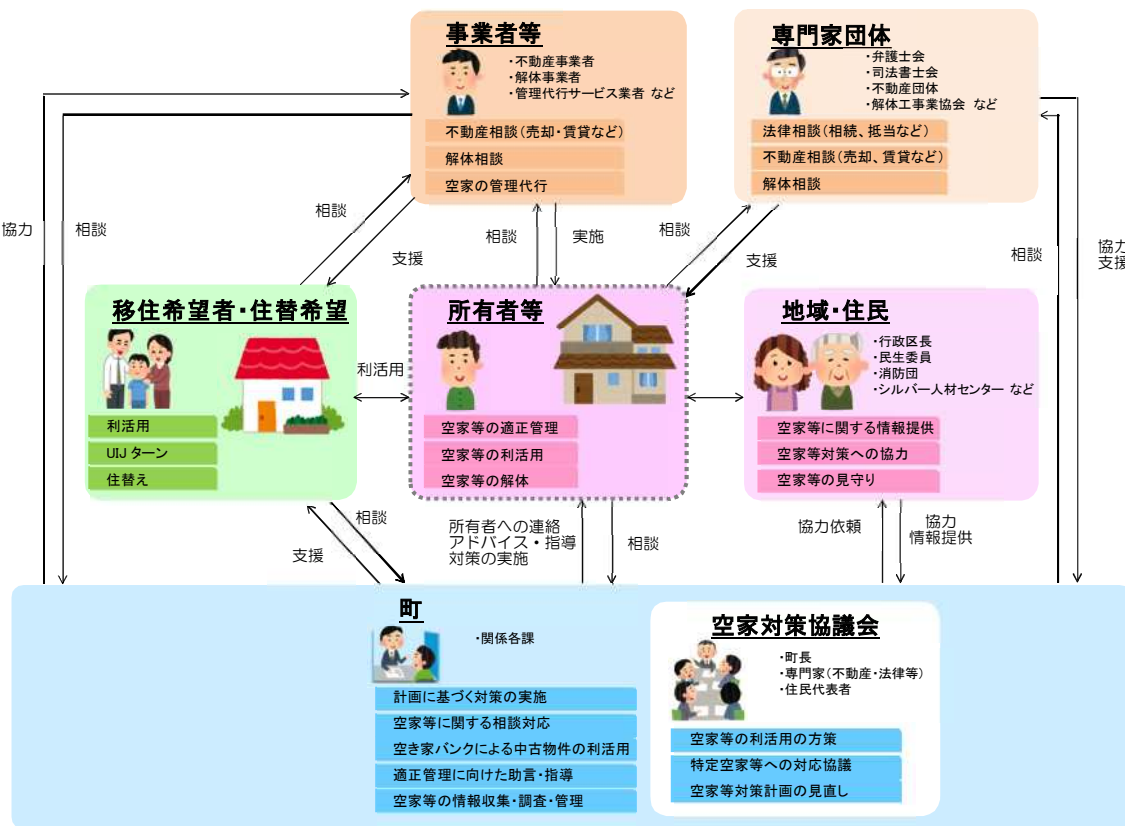 事業者等
・不動産事業者
・解体事業者
・管理代行サービス業者 など
不動産相談(売却・賃貸など)
解体相談
空家の管理代行
専門家団体
・弁護士会
・司法書士会
・不動産団体
・解体工事業協会 など
法律相談(相続、抵当など)
不動産相談(売却、賃貸など)
解体相談
協力
相談
相談
支援
相談
実施
相談
支援
相談
協力
支援
移住希望者・住替希望
利活用
UIJ ターン
住替え
利活用
所有者等
空家等の適正管理
空家等の利活用
空家等の解体
地域・住民
・行政区長
・民生委員
・消防団
・シルバー人材センター など
空家等に関する情報提供
空家等対策への協力
空家等の見守り
支援
相談
所有者への連絡
アドバイス・指導
対策の実施
相談
協力依頼
協力
情報提供
町
・関係各課
計画に基づく対策の実施
空家等に関する相談対応
空き家バンクによる中古物件の利活用
適正管理に向けた助言・指導
空家等の情報収集・調査・管理
空家対策協議会
・町長
・専門家(不動産・法律等)
・住民代表者
空家等の利活用の方策
特定空家等への対応協議
空家等対策計画の見直し